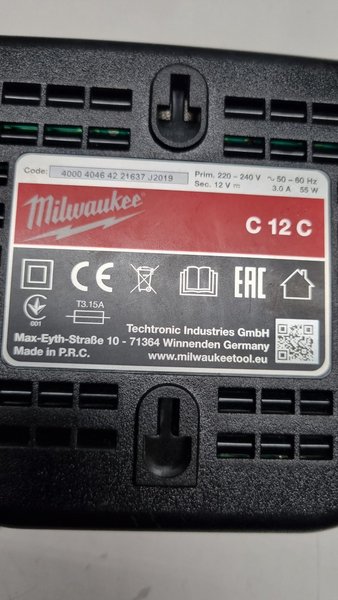 Code: 4000 4046 42 21637 J2019
Prim. 220 – 240 V ∼ 50 – 60 Hz
Sec. 12 V ⎓ 3.0 A 55 W
Milwaukee
C 12 C
CE
EAC
001
T3.15A
Techtronic Industries GmbH
Max-Eyth-Straße 10 - 71364 Winnenden Germany
Made in P.R.C. www.milwaukeetool.eu